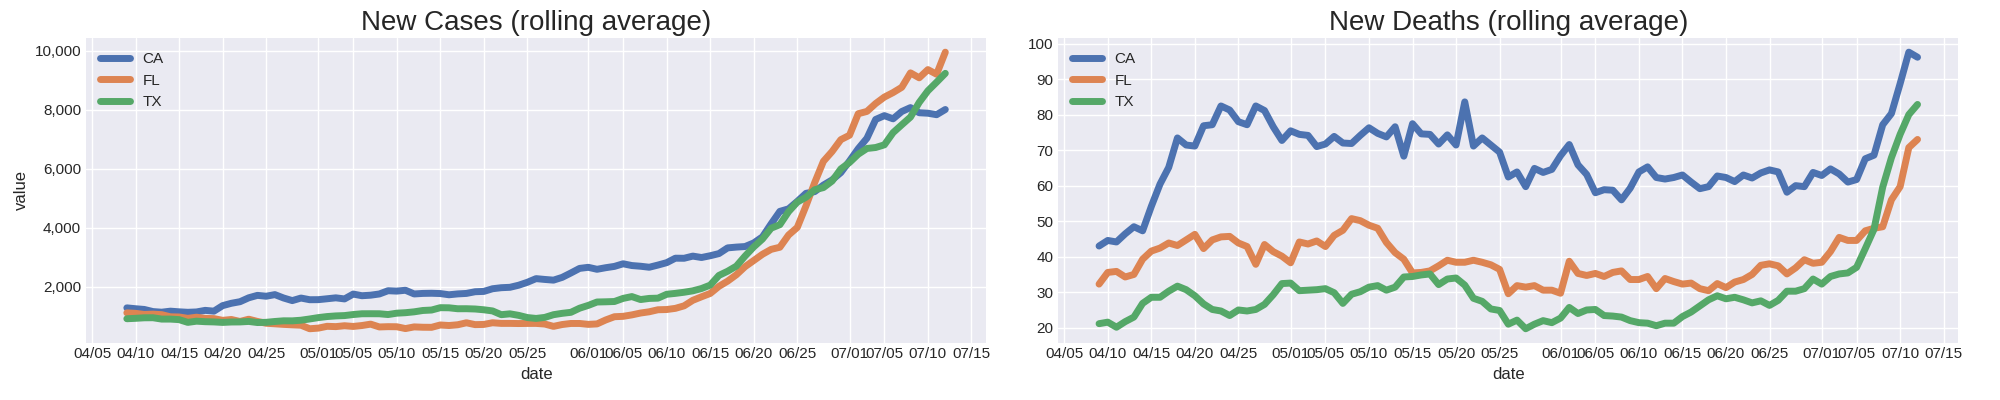 New Cases (rolling average)
value
10,000
8,000
6,000
4,000
2,000
CA
FL
TX
04/05 04/10 04/15 04/20 04/25 05/01 05/05 05/10 05/15 05/20 05/25 06/01 06/05 06/10 06/15 06/20 06/25 07/01 07/05 07/10 07/15
date
New Deaths (rolling average)
100
90
80
70
60
50
40
30
20
CA
FL
TX
04/05 04/10 04/15 04/20 04/25 05/01 05/05 05/10 05/15 05/20 05/25 06/01 06/05 06/10 06/15 06/20 06/25 07/01 07/05 07/10 07/15
date